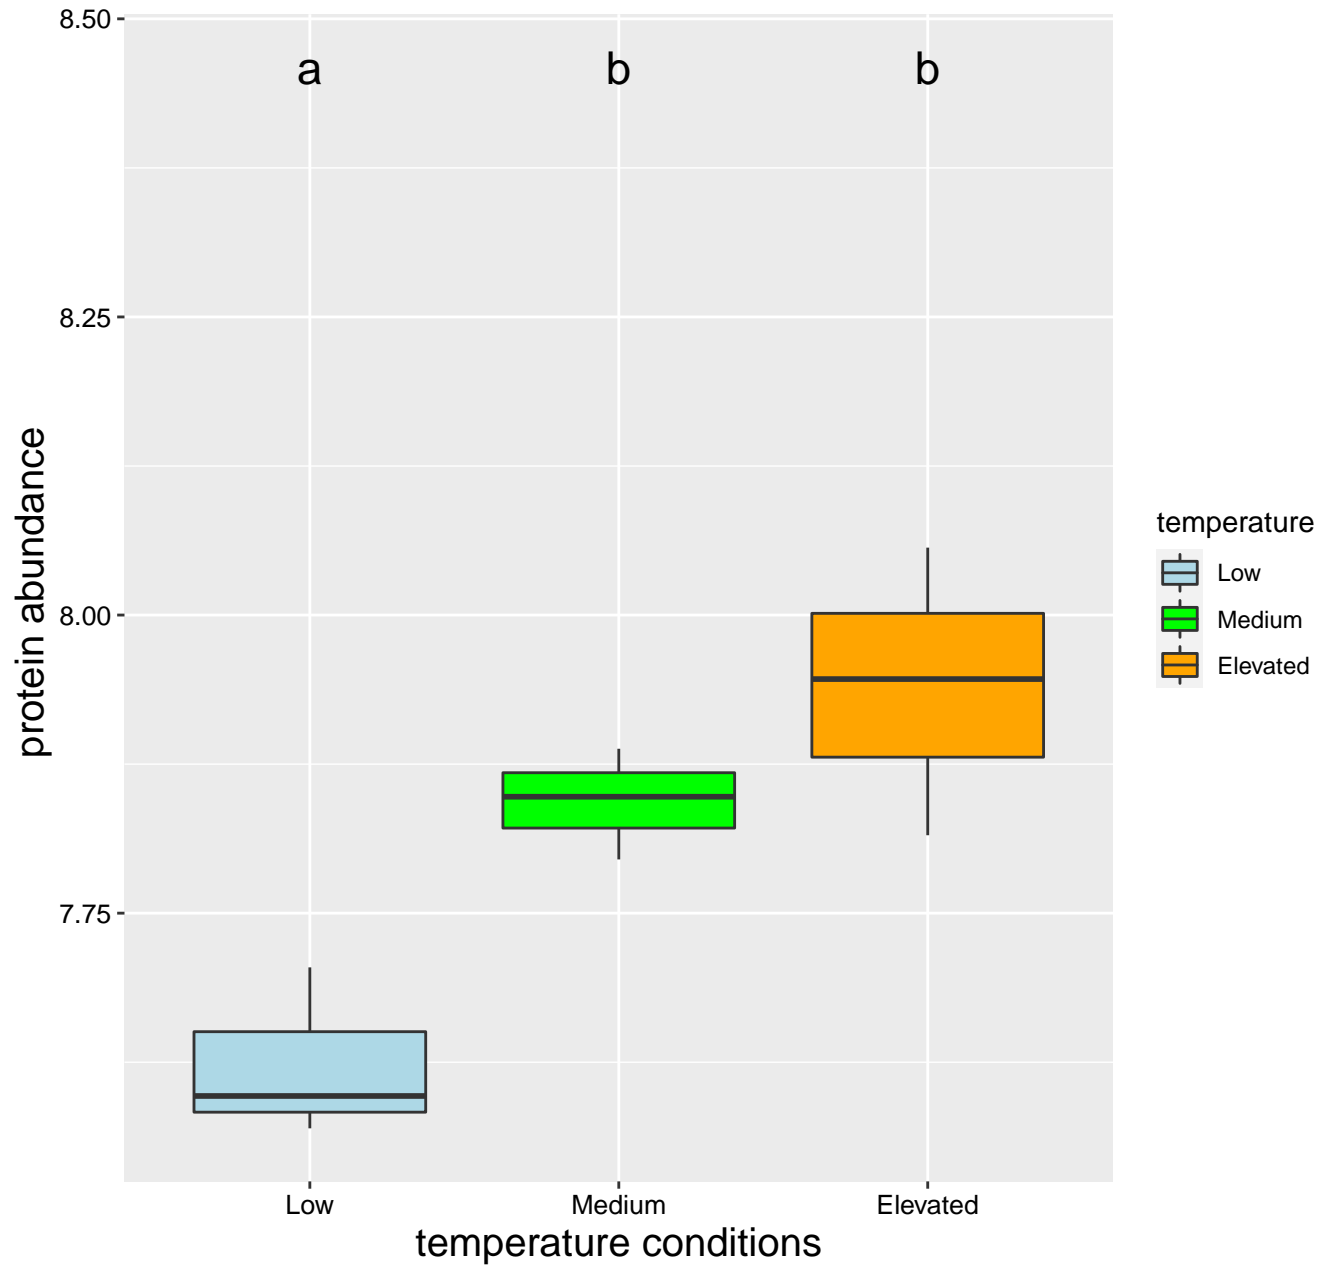 8.50
a b b
8.25
8.00
7.75
protein abundance
Low Medium Elevated
temperature conditions
temperature
Low
Medium
Elevated